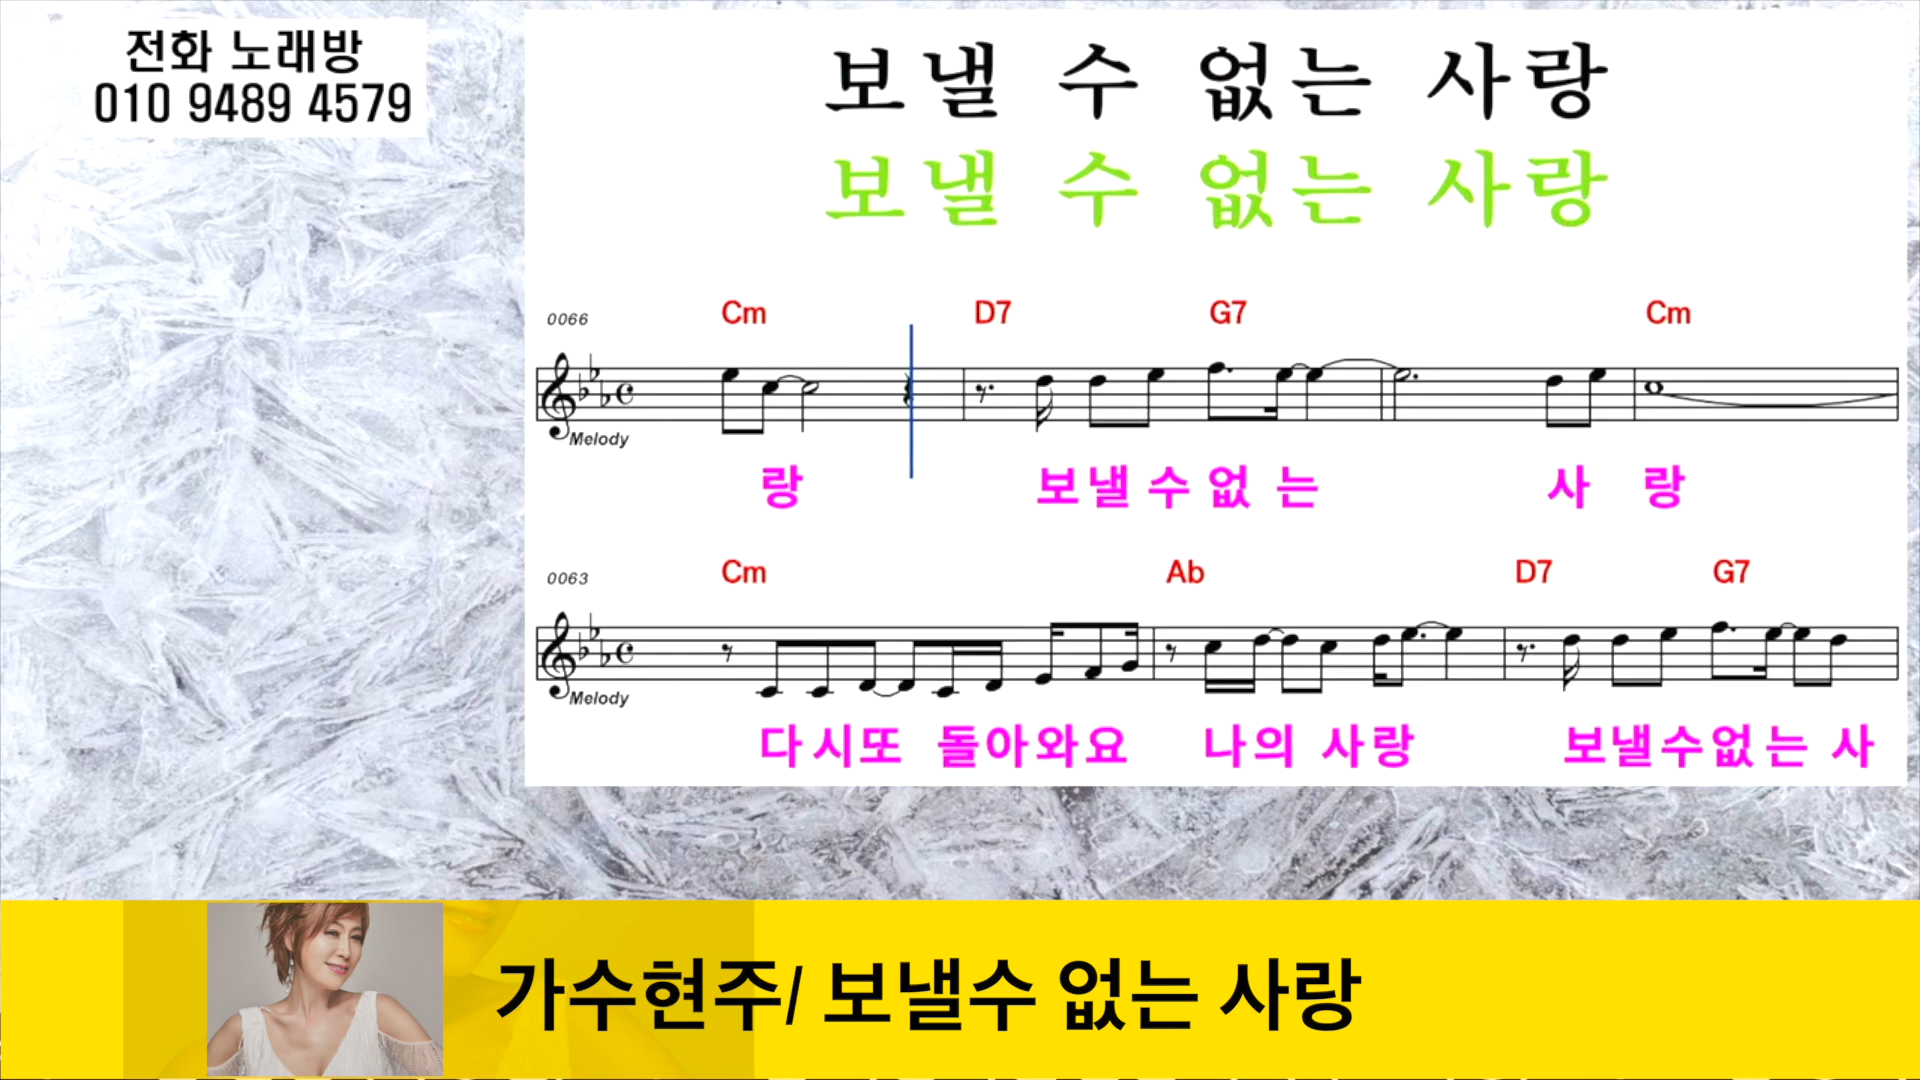 전화 노래방
010 9489 4579
보낼 수 없는 사랑
보낼 수 없는 사랑
0066 Cm D7 G7 Cm
Melody
랑 보낼수없는 사랑
0063 Cm Ab D7 G7
Melody
다시또 돌아와요 나의 사랑 보낼수없는 사
가수현주/ 보낼수 없는 사랑